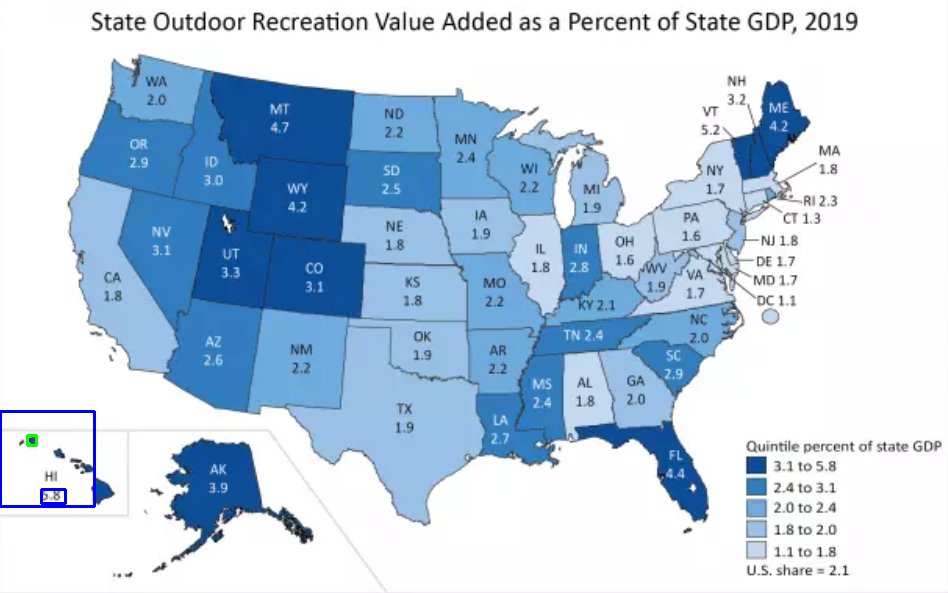 State Outdoor Recreation Value Added as a Percent of State GDP, 2019
WA
2.0
OR
2.9
ID
3.0
MT
4.7
WY
4.2
ND
2.2
SD
2.5
MN
2.4
WI
2.2
MI
1.9
NH
3.2
VT
5.2
ME
4.2
MA
1.8
RI 2.3
CT 1.3
NY
1.7
PA
1.6
NJ 1.8
DE 1.7
MD 1.7
DC 1.1
CA
1.8
NV
3.1
UT
3.3
CO
3.1
NE
1.8
KS
1.8
IA
1.9
MO
2.2
IL
1.8
IN
2.8
OH
1.6
WV
1.9
VA
1.7
KY 2.1
TN 2.4
NC
2.0
SC
2.9
AZ
2.6
NM
2.2
OK
1.9
AR
2.2
TX
1.9
LA
2.7
MS
2.4
AL
1.8
GA
2.0
FL
4.4
HI
5.8
AK
3.9
Quintile percent of state GDP
3.1 to 5.8
2.4 to 3.1
2.0 to 2.4
1.8 to 2.0
1.1 to 1.8
U.S. share = 2.1